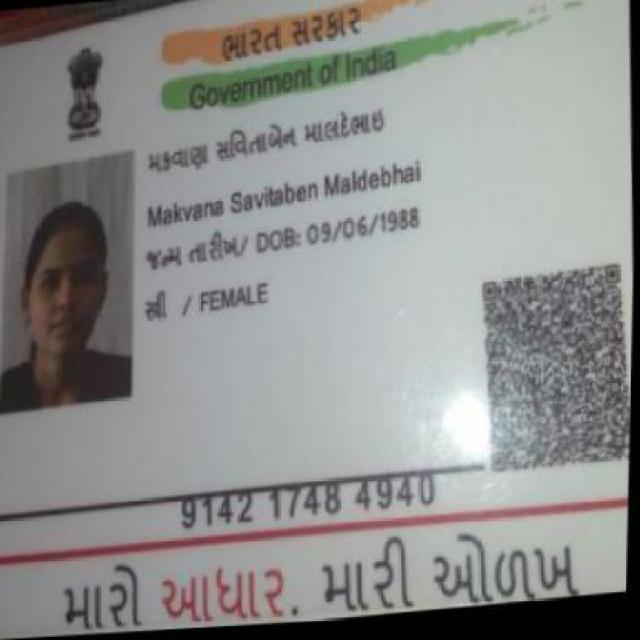 ભારત સરકાર
Government of India
મકવાણા સવિતાબેન માલદેભાઇ
Makvana Savitaben Maldebhai
જન્મ તારીખ/ DOB: 09/06/1988
સ્ત્રી / FEMALE
9142 1748 4940
મારો આધાર, મારી ઓળખ